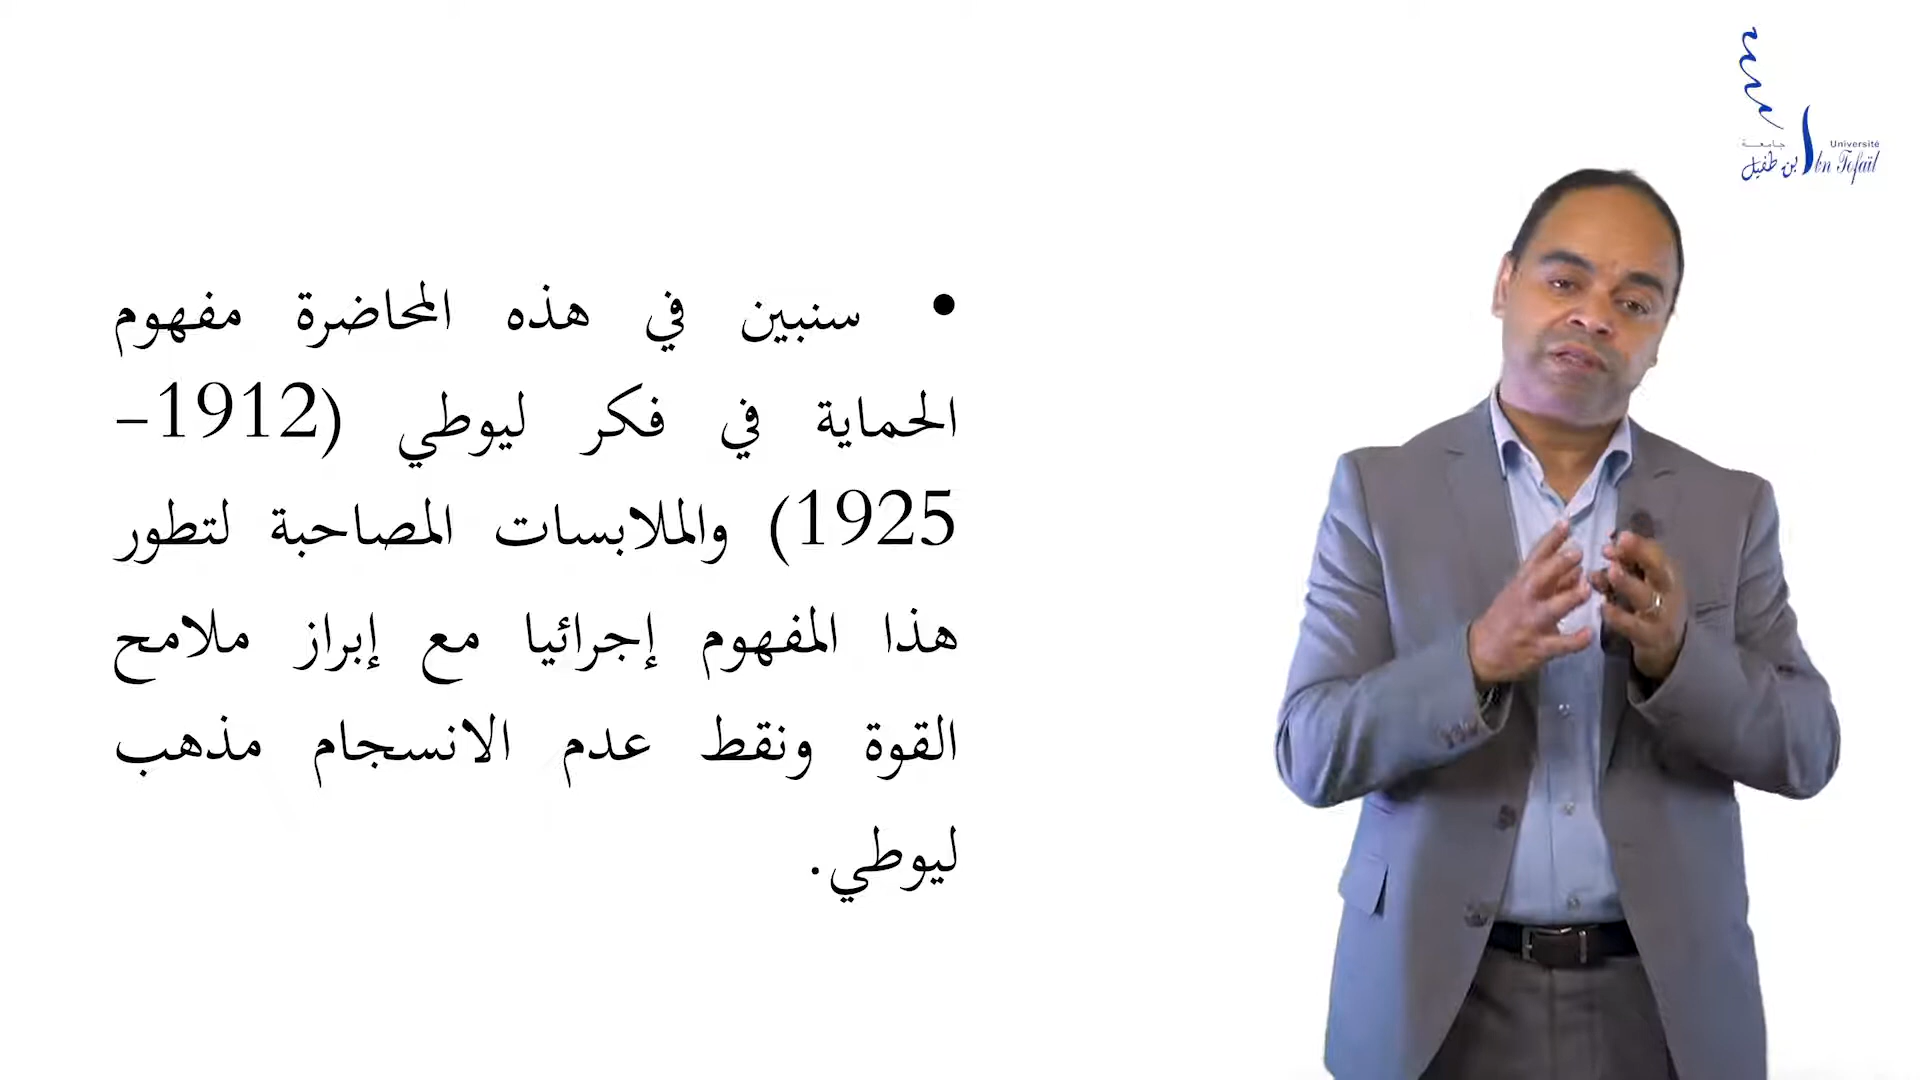 • سنبين في هذه المحاضرة مفهوم
الحماية في فكر ليوطي (1912-
1925) والملابسات المصاحبة لتطور
هذا المفهوم إجرائيا مع إبراز ملامح
القوة ونقط عدم الانسجام مذهب
ليوطي.
جامعة Université
ابن طفيل Ibn Tofaïl